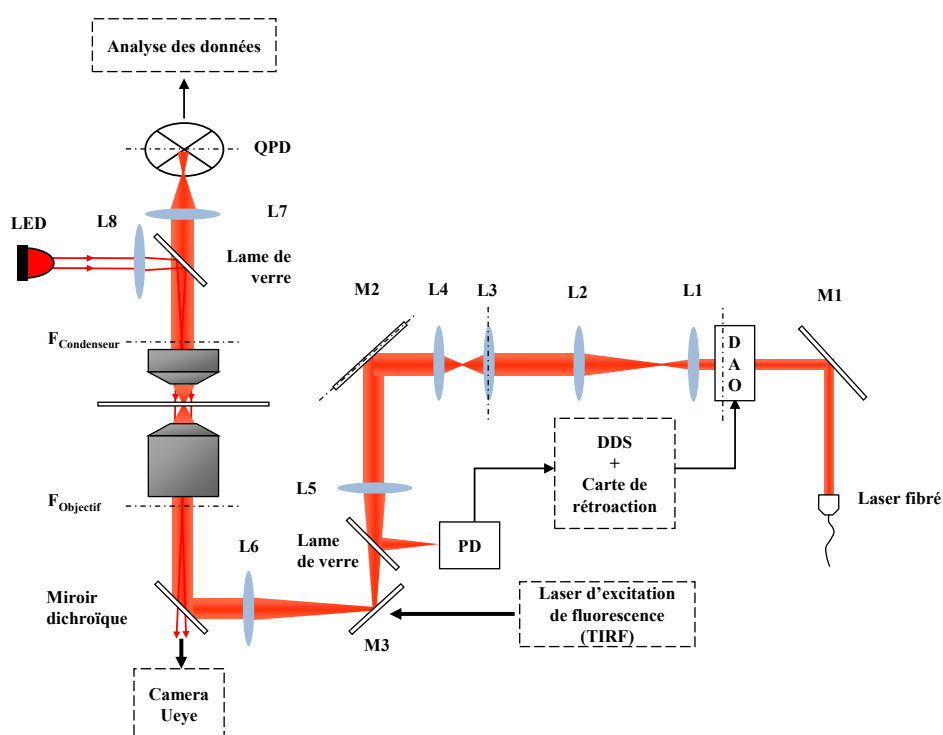 Analyse des données
QPD
L7
LED
L8
Lame de
verre
F Condenseur
M2
L4
L3
L2
L1
M1
D
A
O
DDS
+
Carte de
rétroaction
Laser fibré
F Objectif
L5
Lame de
verre
PD
L6
Miroir
dichroïque
M3
Laser d'excitation
de fluorescence
(TIRF)
Camera
Ueye